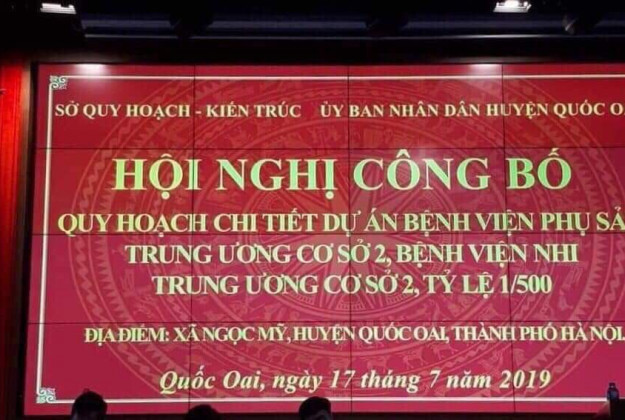 SỞ QUY HOẠCH - KIẾN TRÚC ỦY BAN NHÂN DÂN HUYỆN QUỐC
HỘI NGHỊ CÔNG BỐ
QUY HOẠCH CHI TIẾT DỰ ÁN BỆNH VIỆN PHỤ
TRUNG ƯƠNG CƠ SỞ 2, BỆNH VIỆN NHI
TRUNG ƯƠNG CƠ SỞ 2, TỶ LỆ 1/500
ĐỊA ĐIỂM: XÃ NGỌC MỸ, HUYỆN QUỐC OAI, THÀNH PHỐ HÀ NỘI.
Quốc Oai, ngày 17 tháng 7 năm 2019